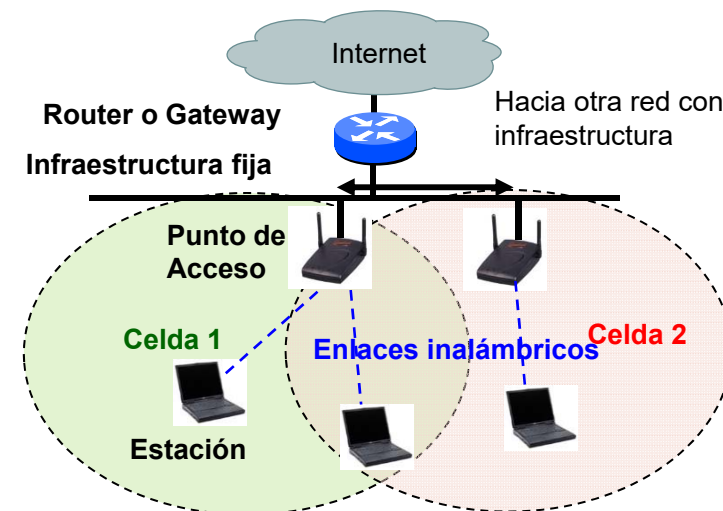 Internet
Router o Gateway
Hacia otra red con
infraestructura
Infraestructura fija
Punto de
Acceso
Celda 1
Enlaces inalámbricos
Celda 2
Estación